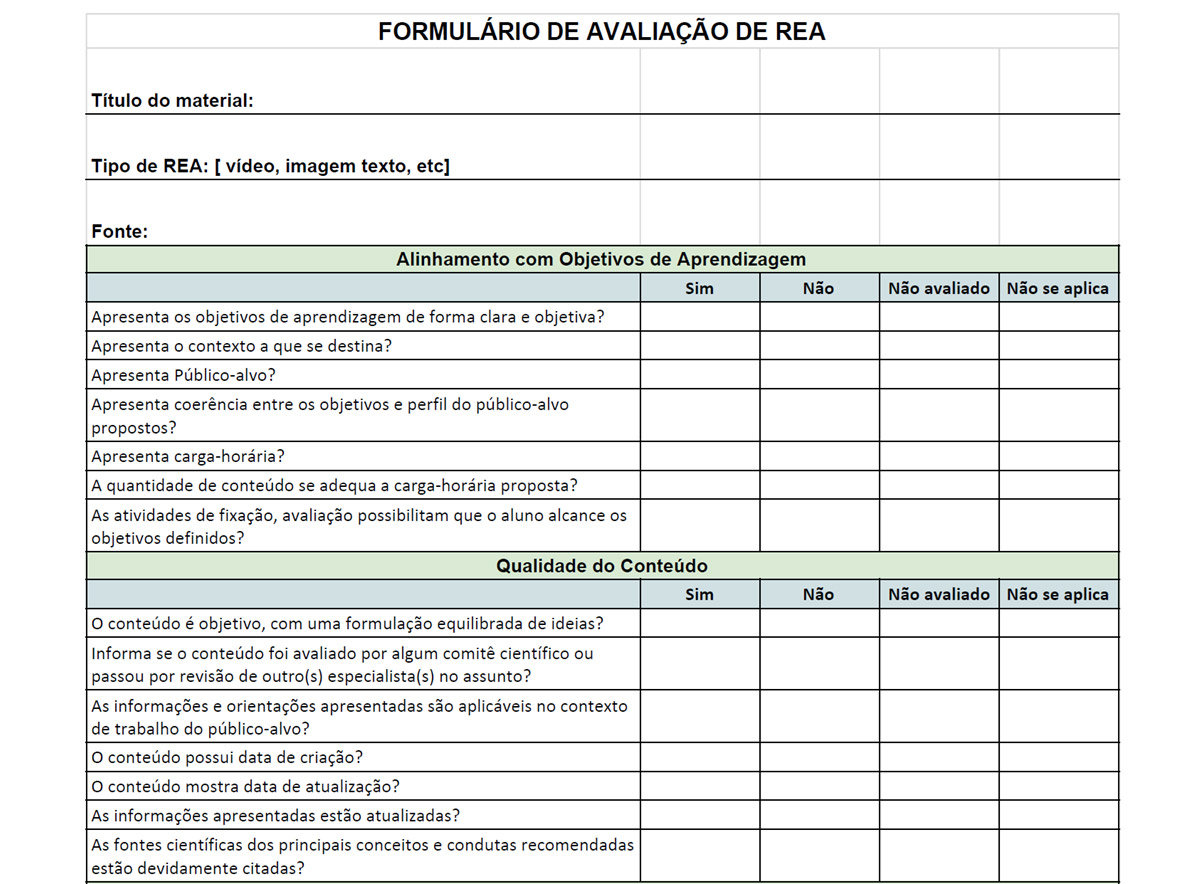 FORMULÁRIO DE AVALIAÇÃO DE REA
Título do material:
Tipo de REA: [ vídeo, imagem texto, etc]
Fonte:
Alinhamento com Objetivos de Aprendizagem
Sim Não Não avaliado Não se aplica
Apresenta os objetivos de aprendizagem de forma clara e objetiva?
Apresenta o contexto a que se destina?
Apresenta Público-alvo?
Apresenta coerência entre os objetivos e perfil do público-alvo
propostos?
Apresenta carga-horária?
A quantidade de conteúdo se adequa a carga-horária proposta?
As atividades de fixação, avaliação possibilitam que o aluno alcance os
objetivos definidos?
Qualidade do Conteúdo
Sim Não Não avaliado Não se aplica
O conteúdo é objetivo, com uma formulação equilibrada de ideias?
Informa se o conteúdo foi avaliado por algum comitê científico ou
passou por revisão de outro(s) especialista(s) no assunto?
As informações e orientações apresentadas são aplicáveis no contexto
de trabalho do público-alvo?
O conteúdo possui data de criação?
O conteúdo mostra data de atualização?
As informações apresentadas estão atualizadas?
As fontes científicas dos principais conceitos e condutas recomendadas
estão devidamente citadas?